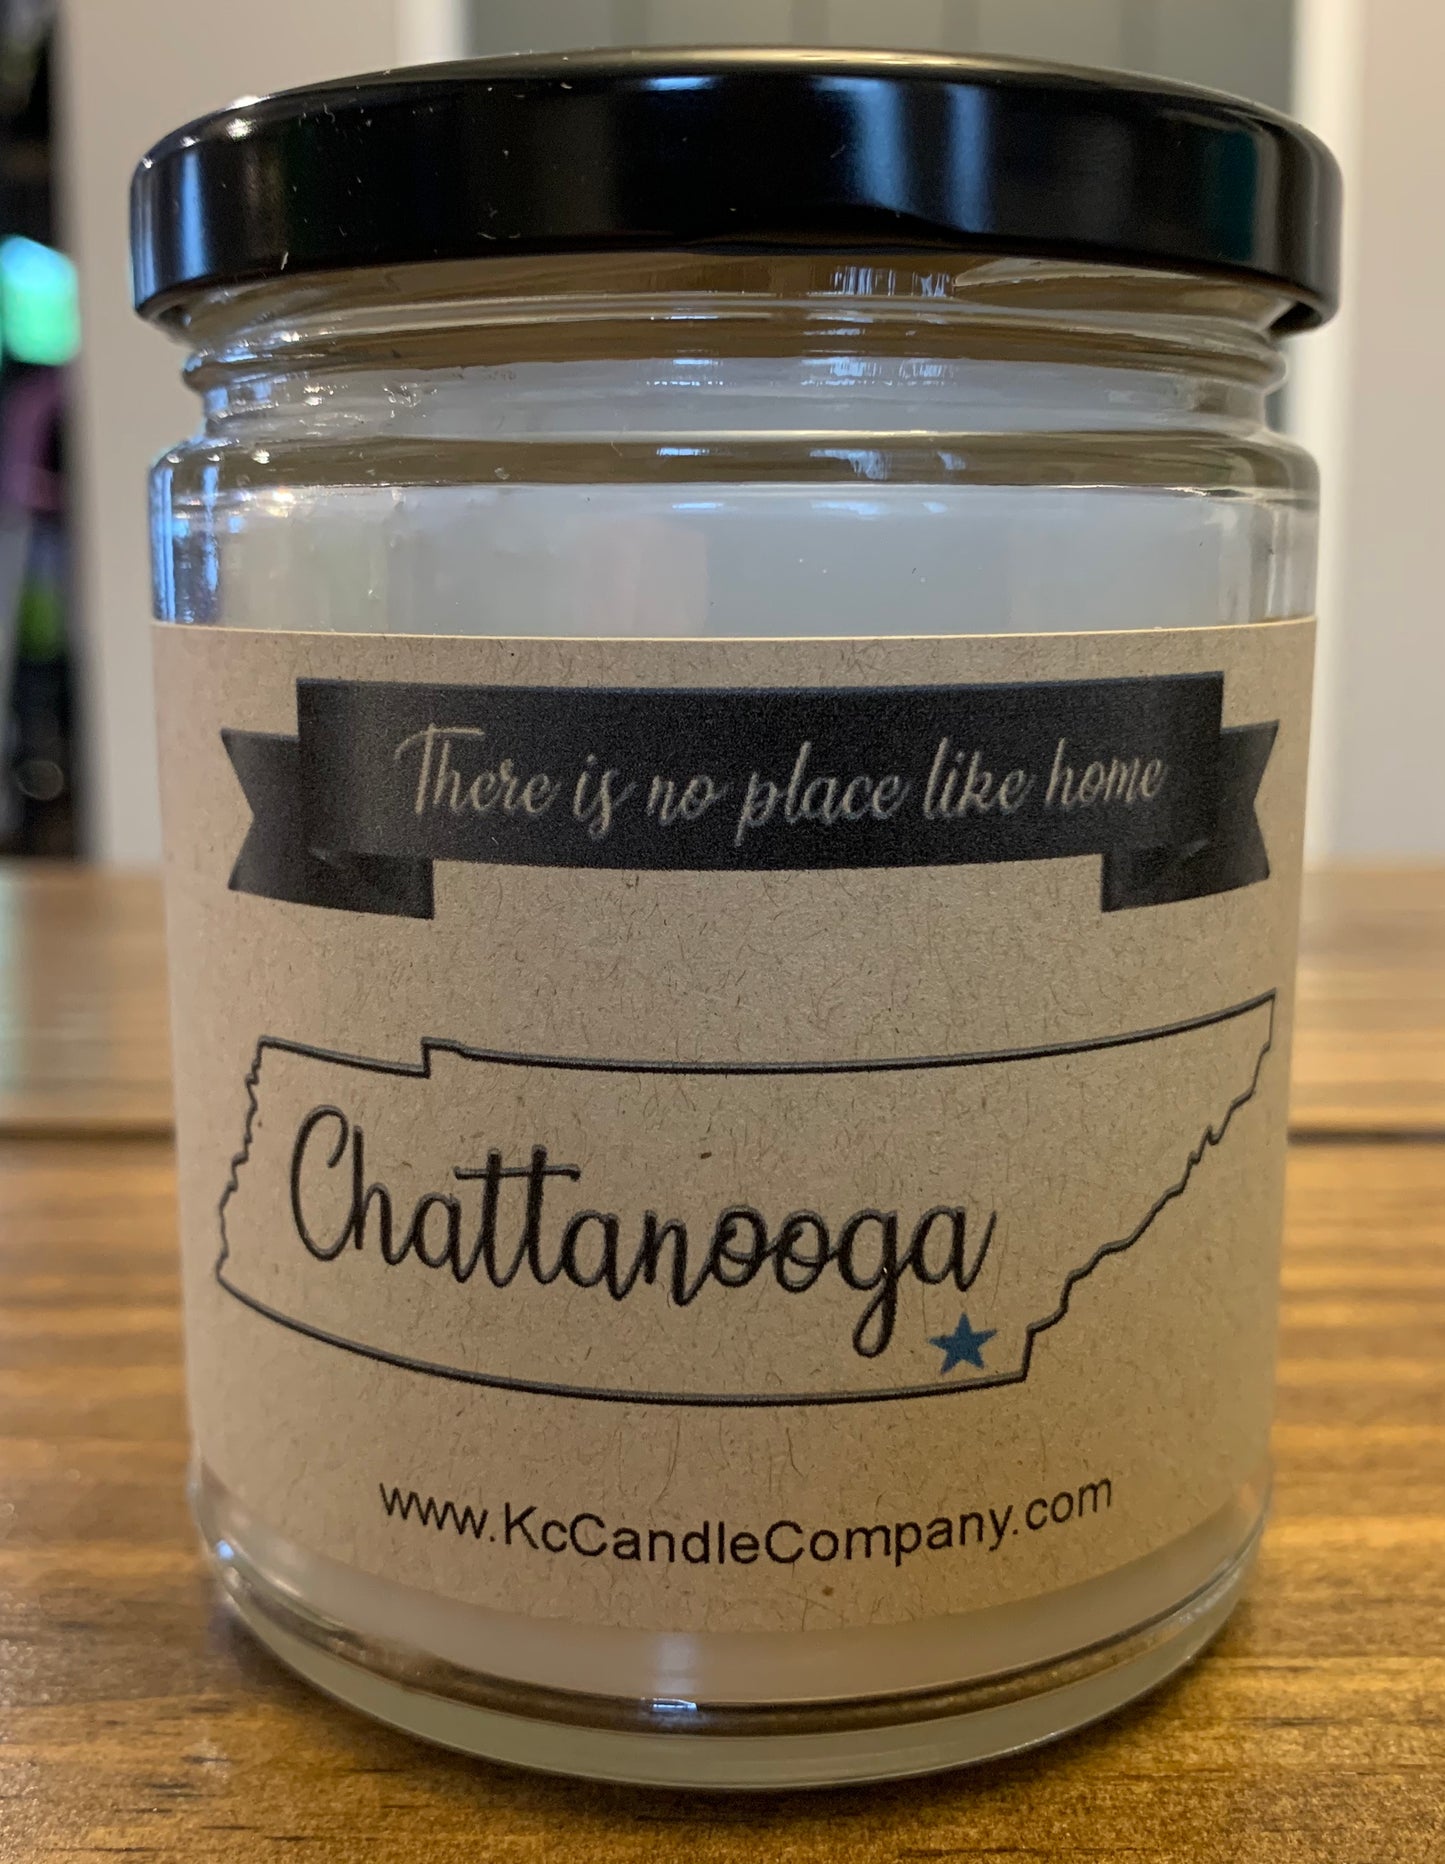 There is no place like home
Chattanooga
www.KcCandleCompany.com